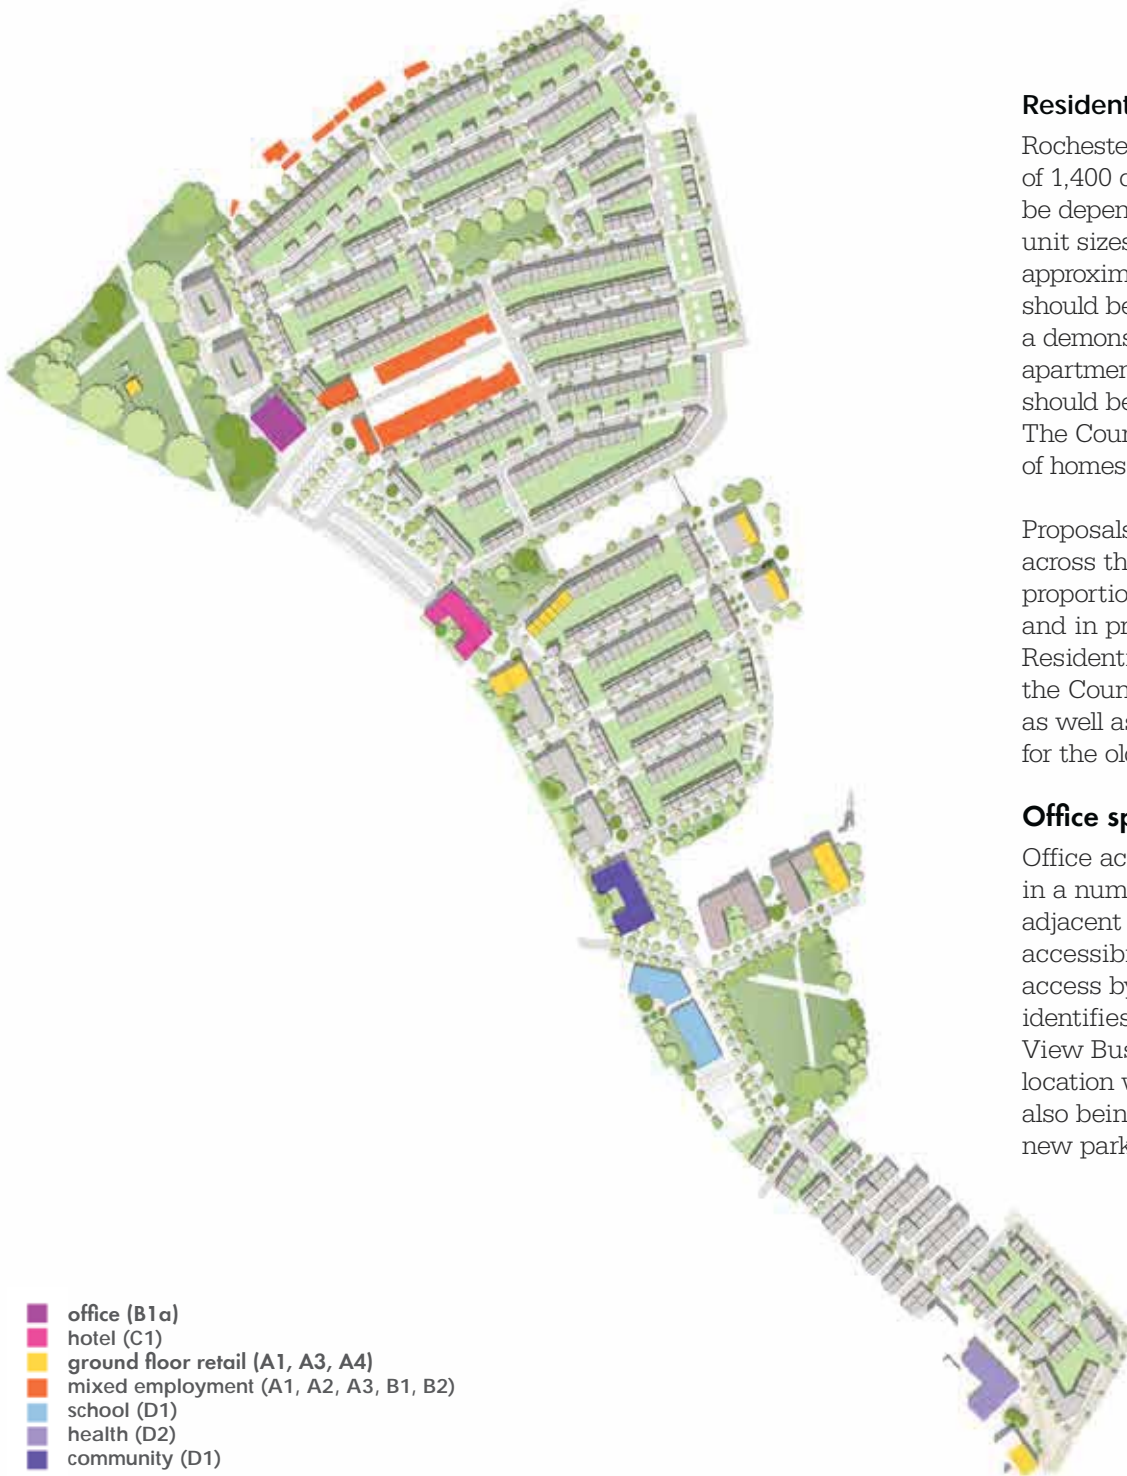 Resident
Rocheste
of 1,400 d
be depen
unit sizes
approxim
should be
a demons
apartmen
should be
The Coun
of homes
Proposals
across th
proportio
and in pr
Residenti
the Coun
as well as
for the old
Office sp
Office ac
in a num
adjacent
accessibi
access by
identifies
View Bus
location w
also bein
new park
office (B1a)
hotel (C1)
ground floor retail (A1, A3, A4)
mixed employment (A1, A2, A3, B1, B2)
school (D1)
health (D2)
community (D1)